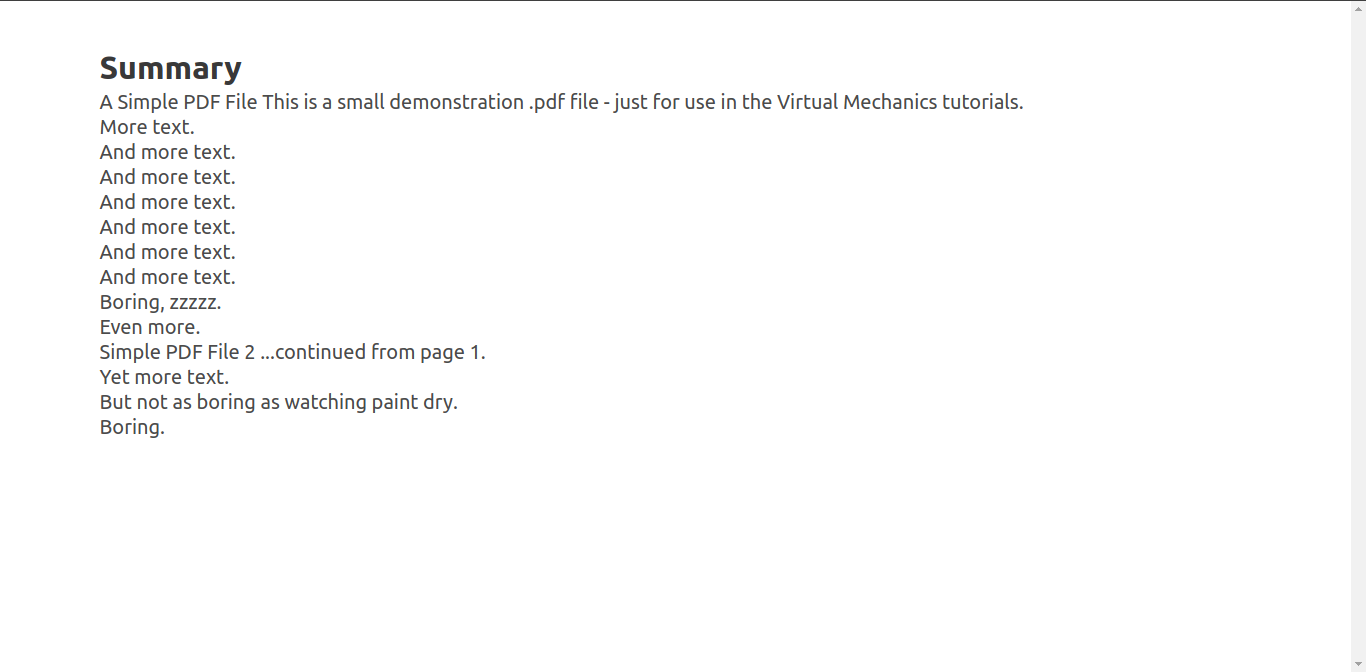 Summary
A Simple PDF File This is a small demonstration .pdf file - just for use in the Virtual Mechanics tutorials.
More text.
And more text.
And more text.
And more text.
And more text.
And more text.
And more text.
Boring, zzzzz.
Even more.
Simple PDF File 2 ...continued from page 1.
Yet more text.
But not as boring as watching paint dry.
Boring.